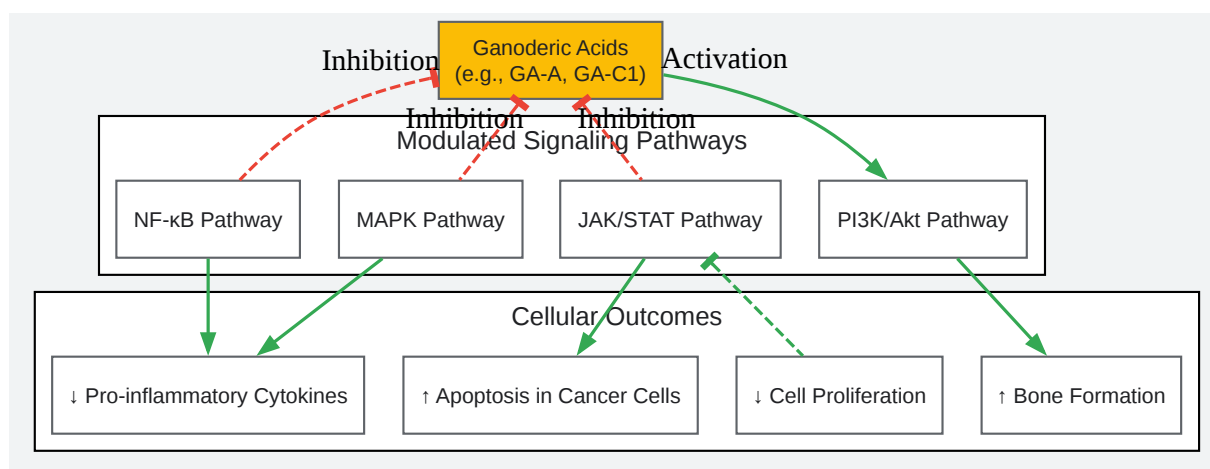 Ganoderic Acids
(e.g., GA-A, GA-C1)
Inhibition
Activation
Inhibition
Inhibition
Modulated Signaling Pathways
NF-κB Pathway
MAPK Pathway
JAK/STAT Pathway
PI3K/Akt Pathway
Cellular Outcomes
↓ Pro-inflammatory Cytokines
↑ Apoptosis in Cancer Cells
↓ Cell Proliferation
↑ Bone Formation